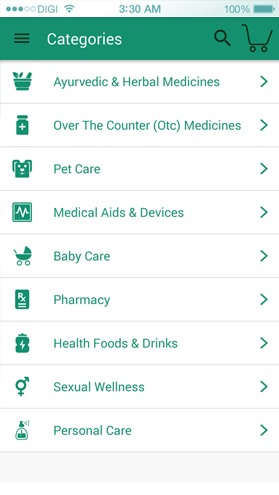 DIGI 3:30 AM 100%
Categories
Ayurvedic & Herbal Medicines
Over The Counter (Otc) Medicines
Pet Care
Medical Aids & Devices
Baby Care
Rx
Pharmacy
Health Foods & Drinks
Sexual Wellness
Personal Care